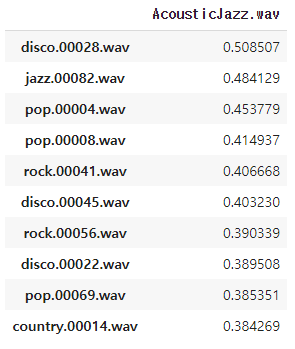 AcousticJazz.wav
disco.00028.wav 0.508507
jazz.00082.wav 0.484129
pop.00004.wav 0.453779
pop.00008.wav 0.414937
rock.00041.wav 0.406668
disco.00045.wav 0.403230
rock.00056.wav 0.390339
disco.00022.wav 0.389508
pop.00069.wav 0.385351
country.00014.wav 0.384269